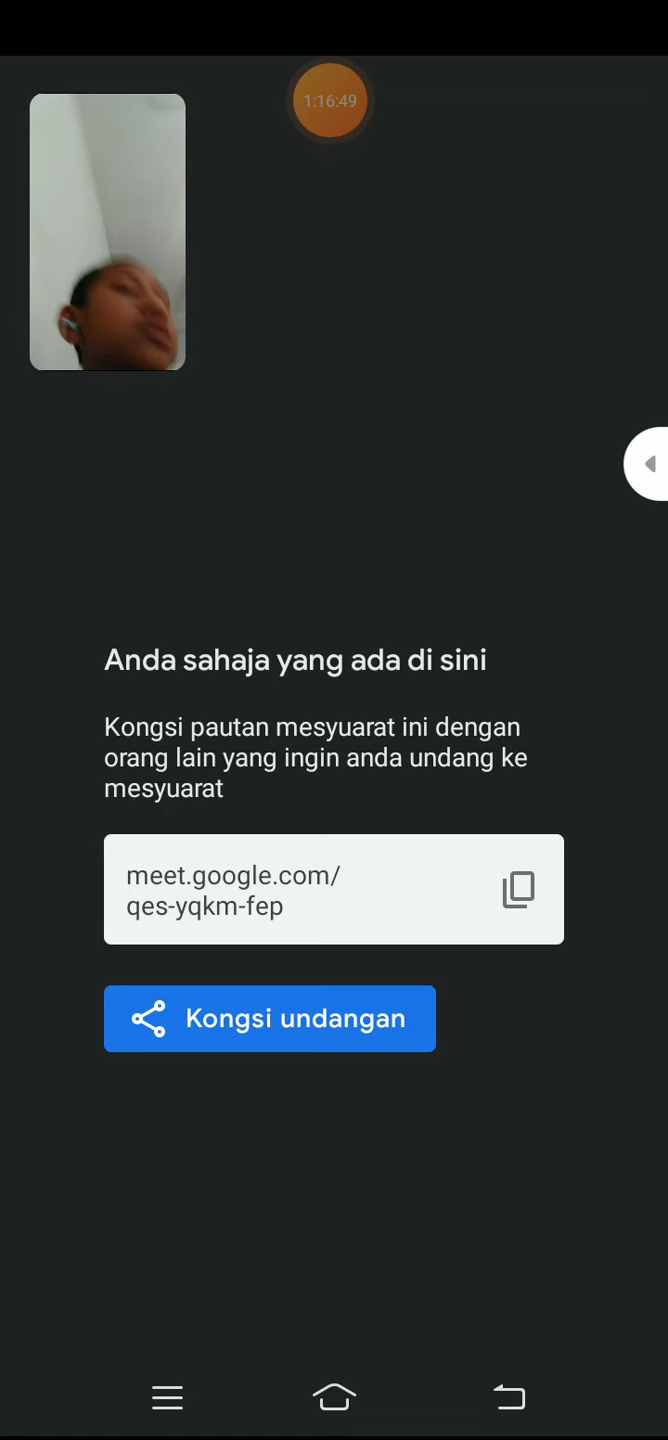 1:16:49
Anda sahaja yang ada di sini
Kongsi pautan mesyuarat ini dengan
orang lain yang ingin anda undang ke
mesyuarat
meet.google.com/
qes-yqkm-fep
Kongsi undangan